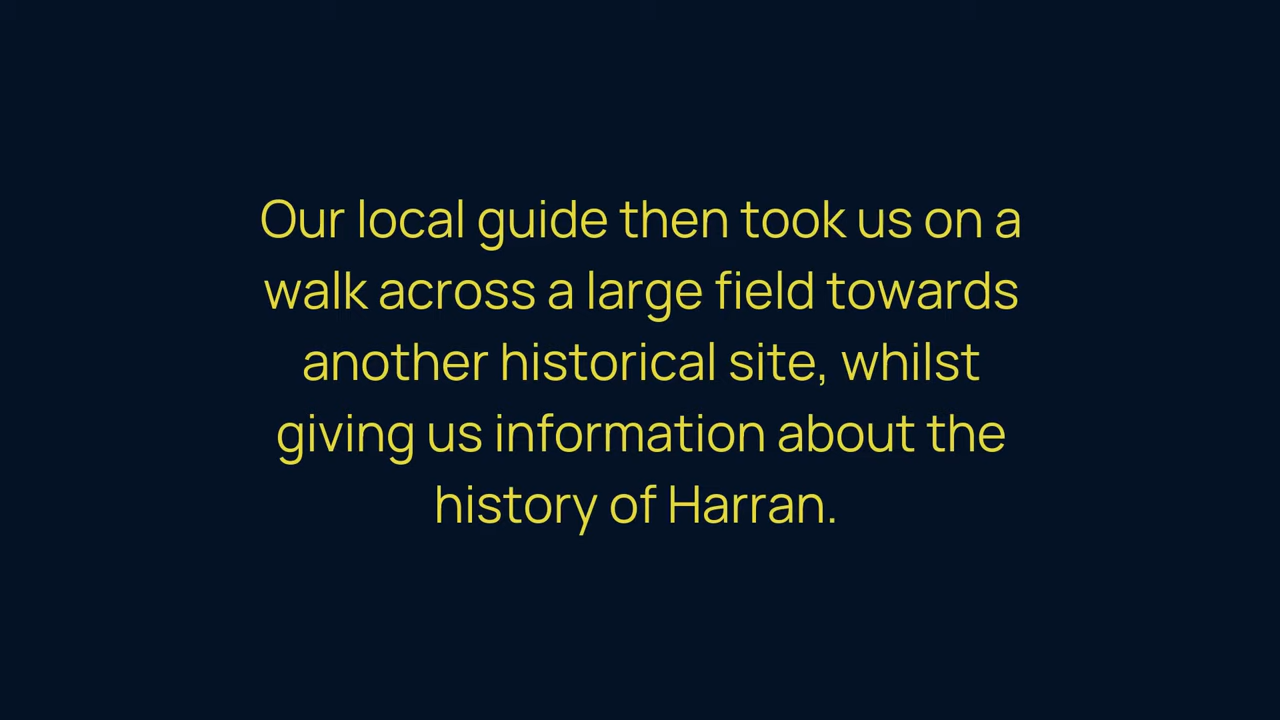 Our local guide then took us on a
walk across a large field towards
another historical site, whilst
giving us information about the
history of Harran.